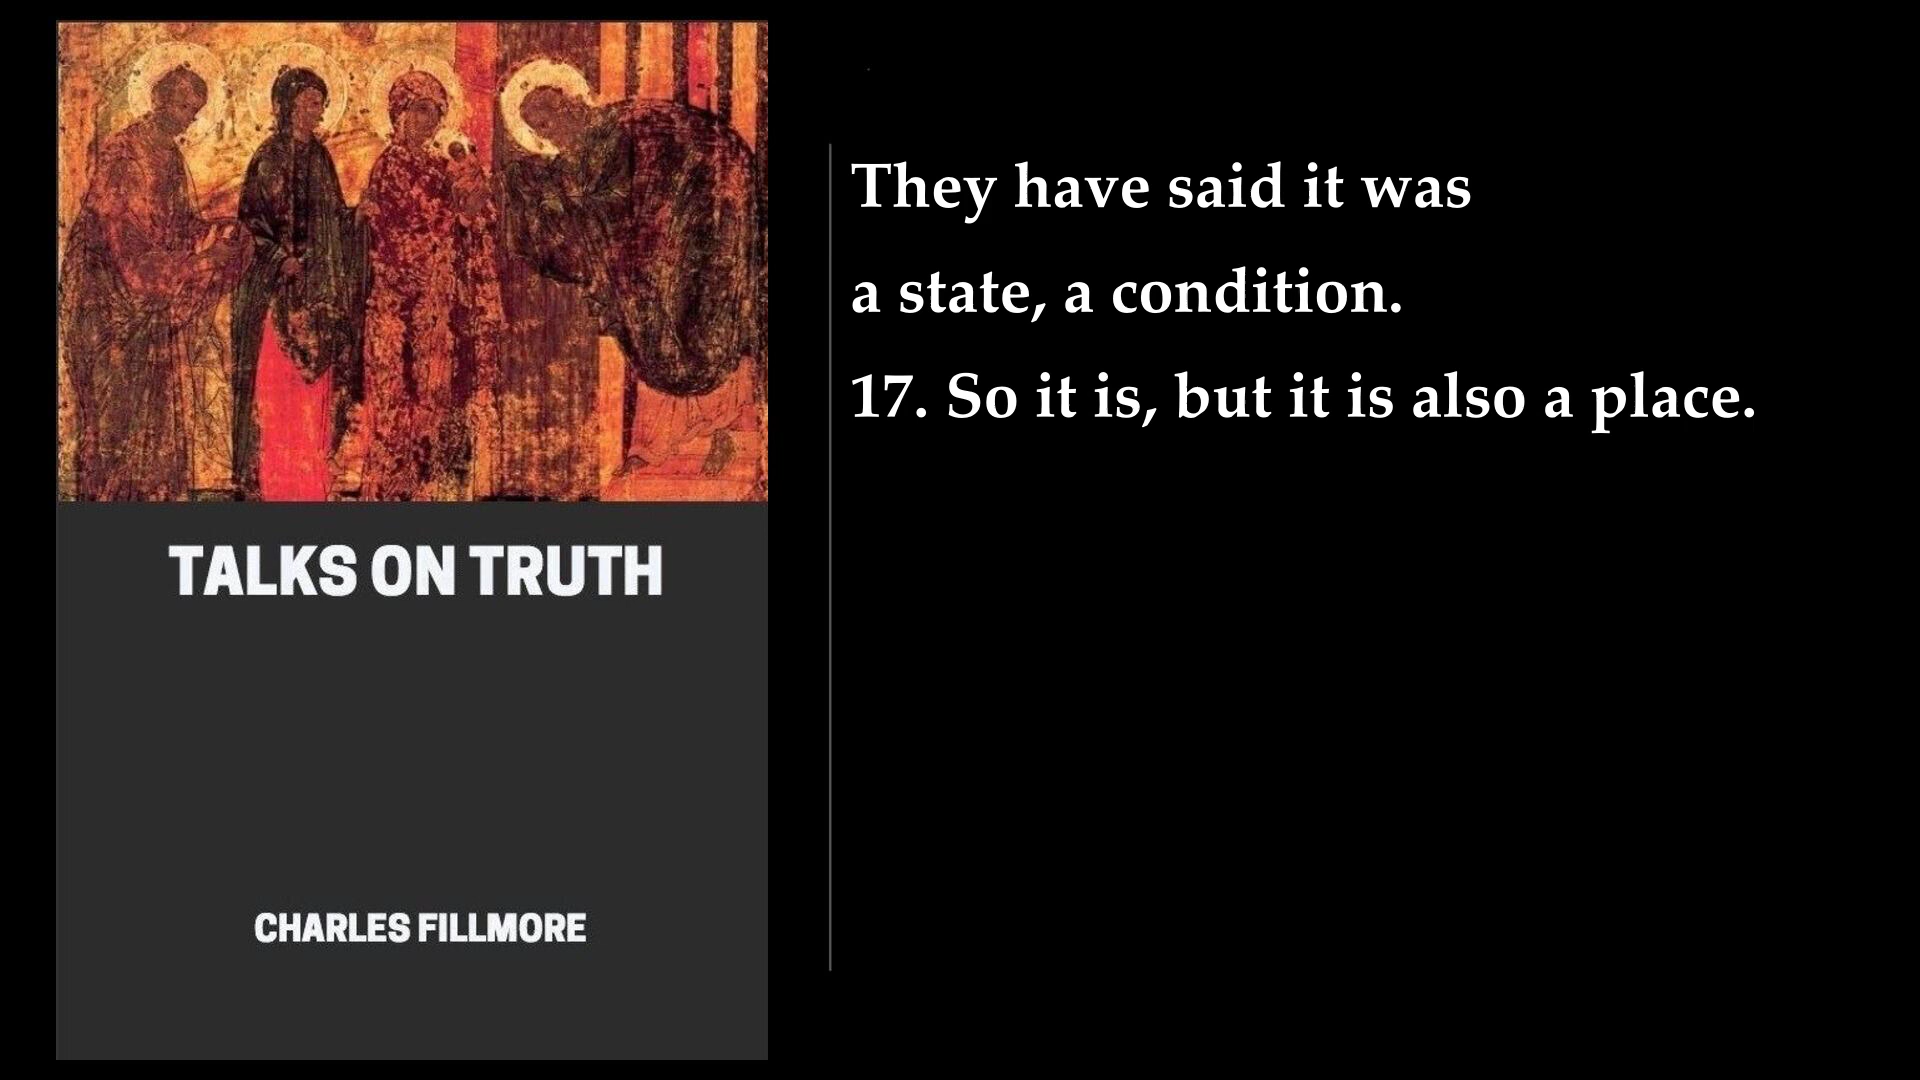 TALKS ON TRUTH
CHARLES FILLMORE
They have said it was
a state, a condition.
17. So it is, but it is also a place.